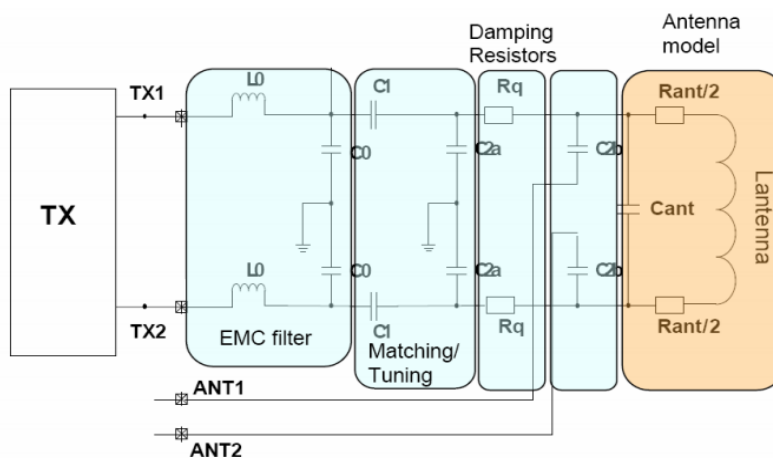 Damping
Resistors
Antenna
model
TX1
L0
C1
Rq
Rant/2
C0
C2a
C2b
TX
Cant
Lantenna
L0
C0
C2a
C2b
TX2
C1
Rq
Rant/2
EMC filter
Matching/
Tuning
ANT1
ANT2